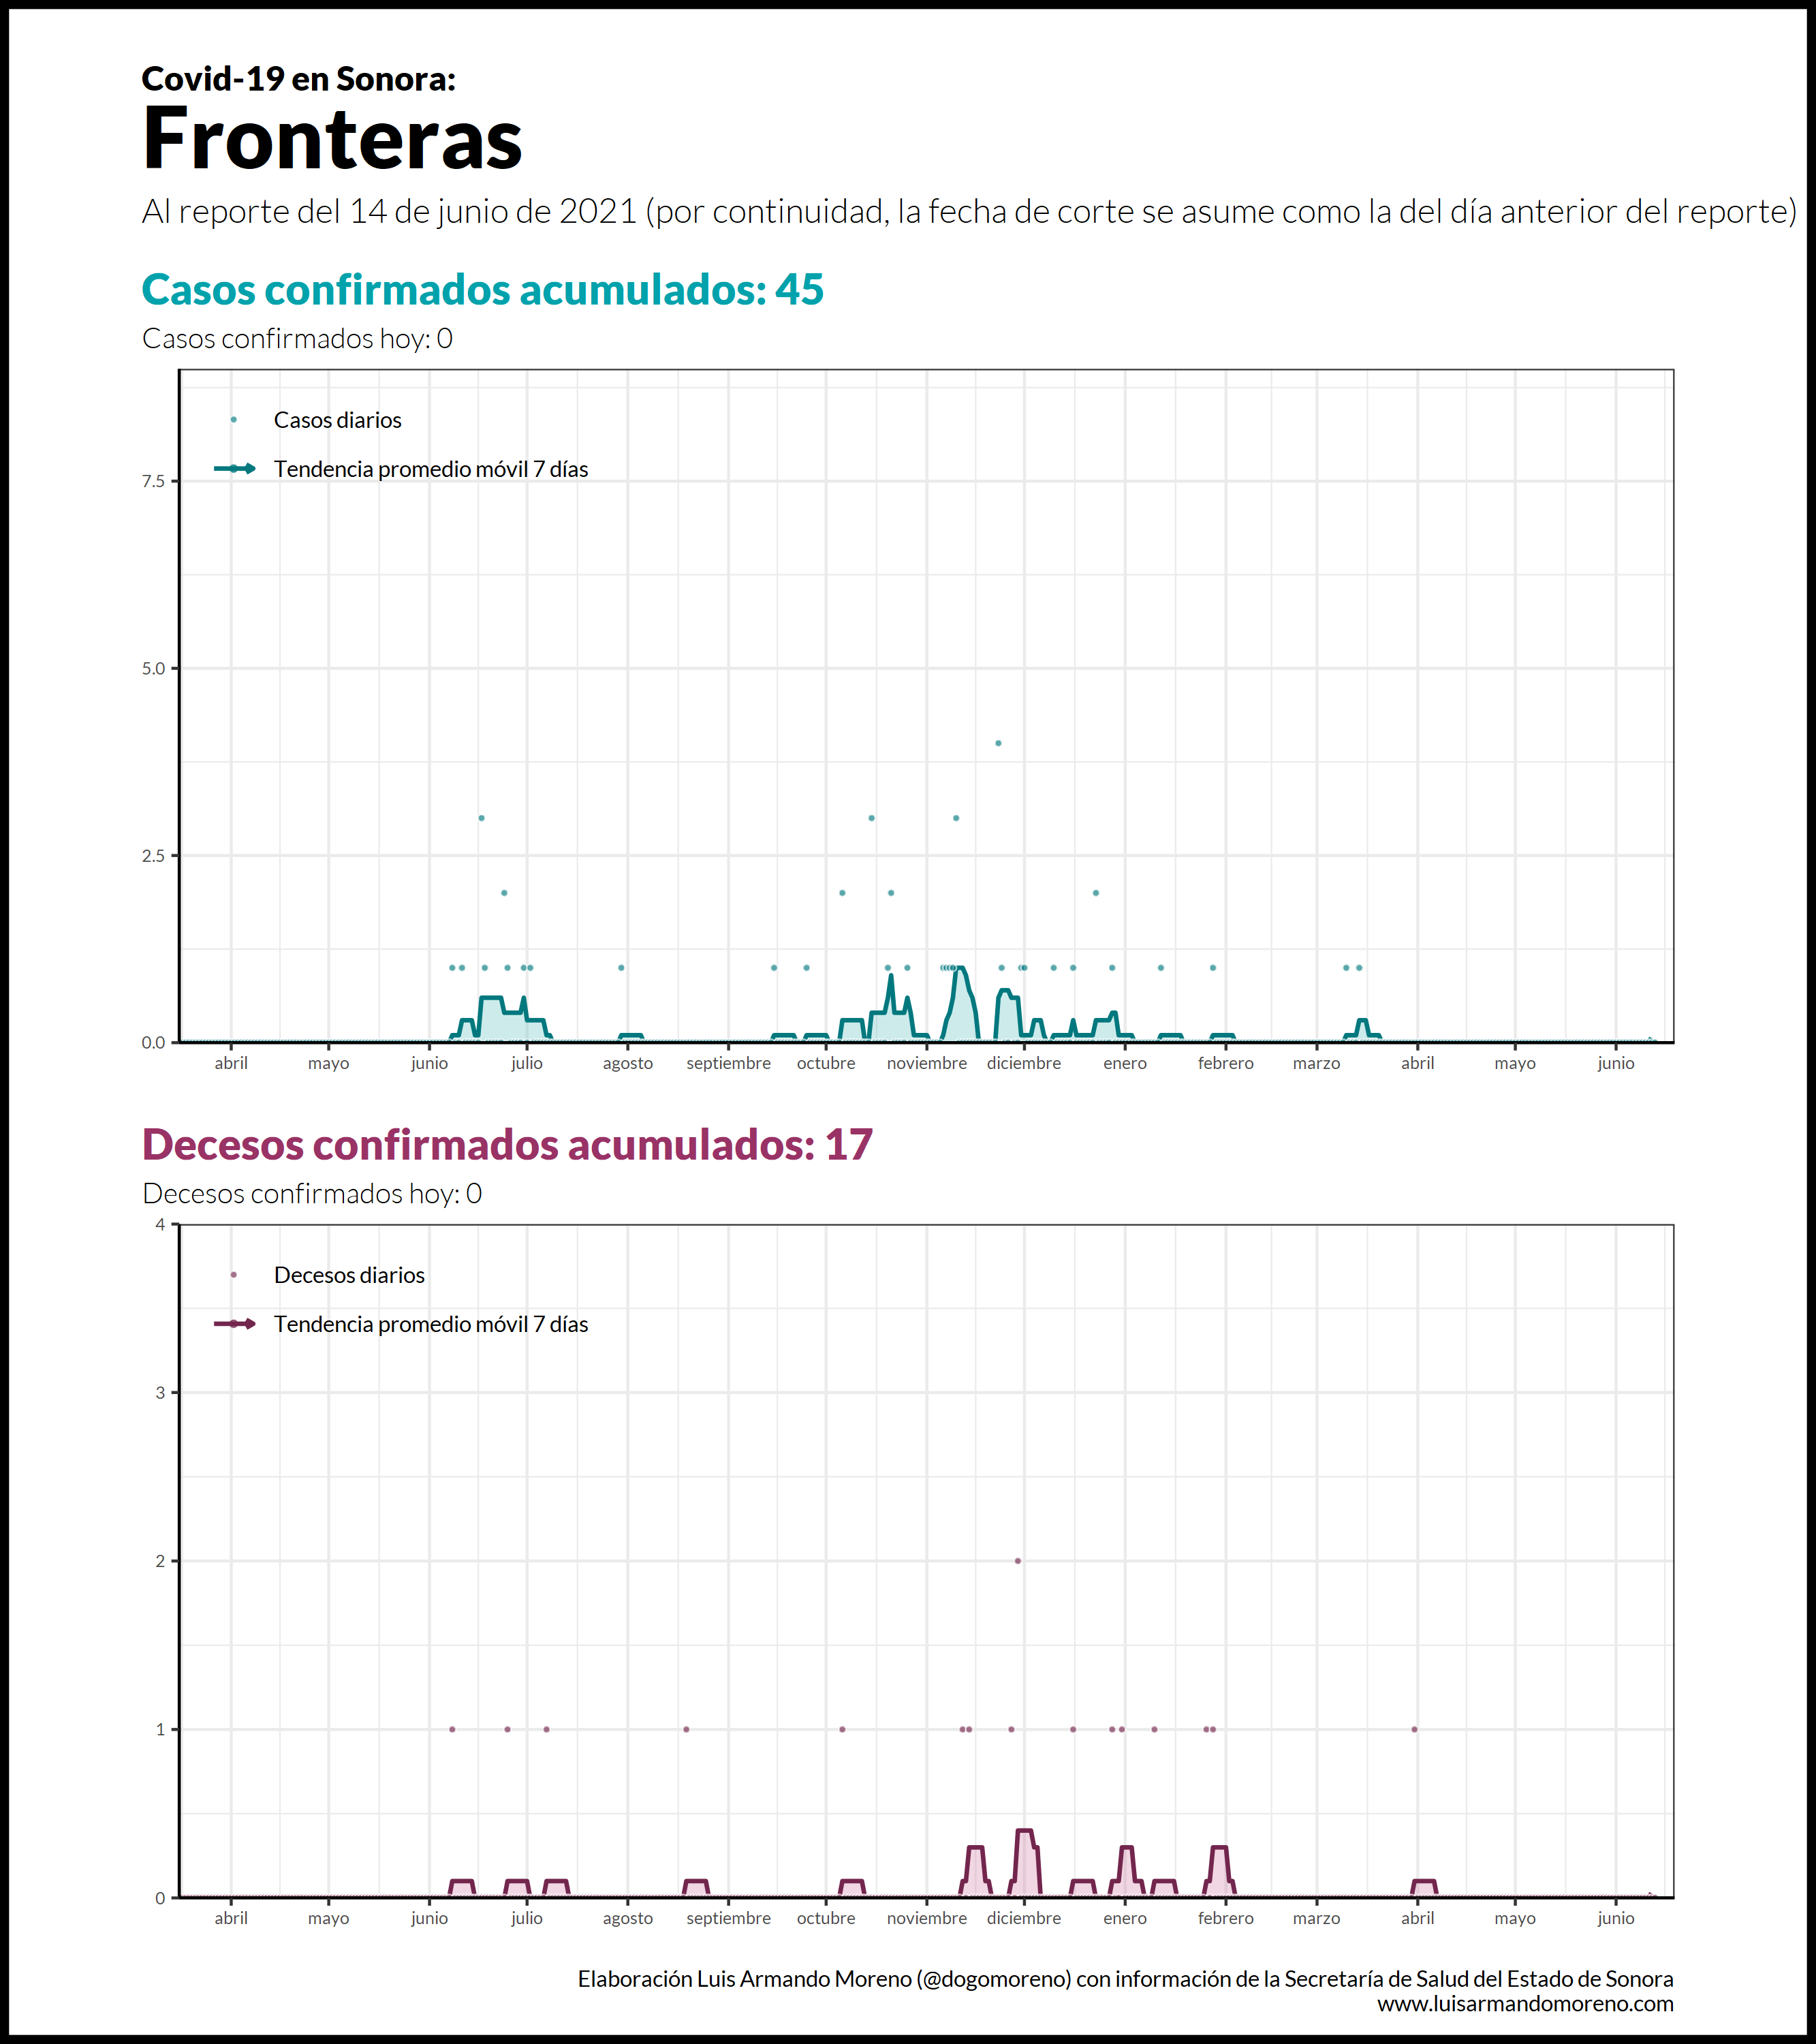 Covid-19 en Sonora:
Fronteras
Al reporte del 14 de junio de 2021 (por continuidad, la fecha de corte se asume como la del día anterior del reporte)
Casos confirmados acumulados: 45
Casos confirmados hoy: 0
Casos diarios
Tendencia promedio móvil 7 días
7.5
5.0
2.5
0.0
abril mayo junio julio agosto septiembre octubre noviembre diciembre enero febrero marzo abril mayo junio
Decesos confirmados acumulados: 17
Decesos confirmados hoy: 0
4
Decesos diarios
Tendencia promedio móvil 7 días
3
2
1
0
abril mayo junio julio agosto septiembre octubre noviembre diciembre enero febrero marzo abril mayo junio
Elaboración Luis Armando Moreno (@dogomoreno) con información de la Secretaría de Salud del Estado de Sonora
www.luisarmandomoreno.com